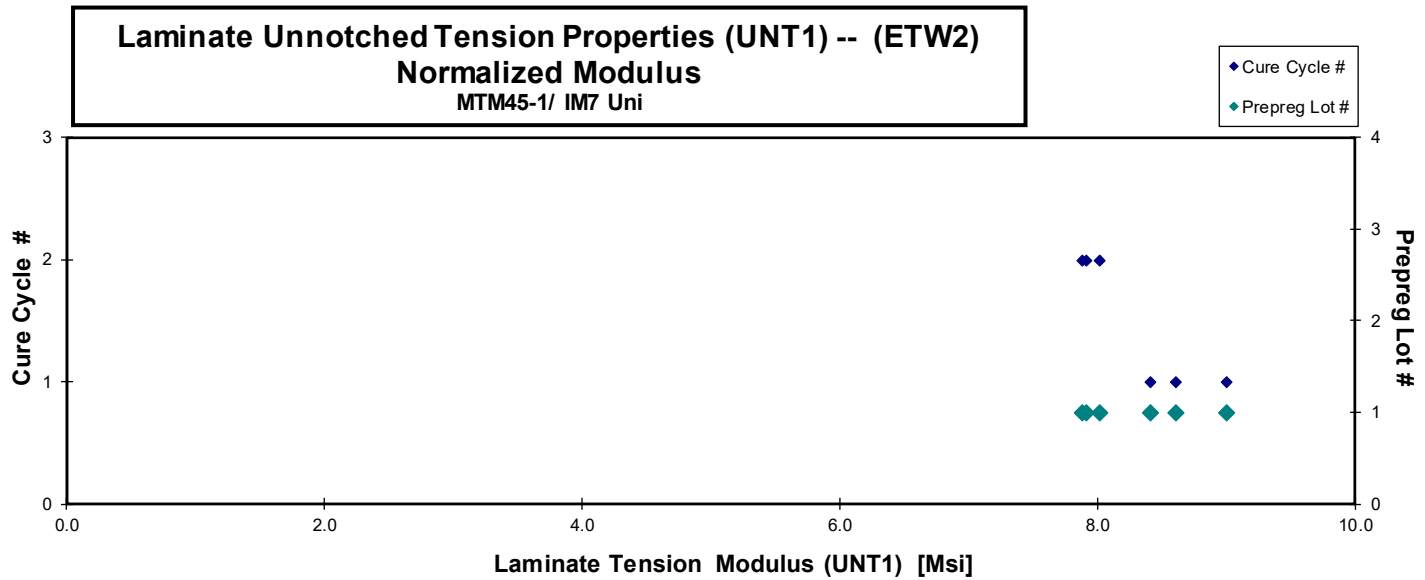 Laminate Unnotched Tension Properties (UNT1) -- (ETW2)
Normalized Modulus
MTM45-1/ IM7 Uni
Cure Cycle #
Prepreg Lot #
3
2
1
0
Cure Cycle #
4
3
2
1
0
Prepreg Lot #
0.0 2.0 4.0 6.0 8.0 10.0
Laminate Tension Modulus (UNT1) [Msi]